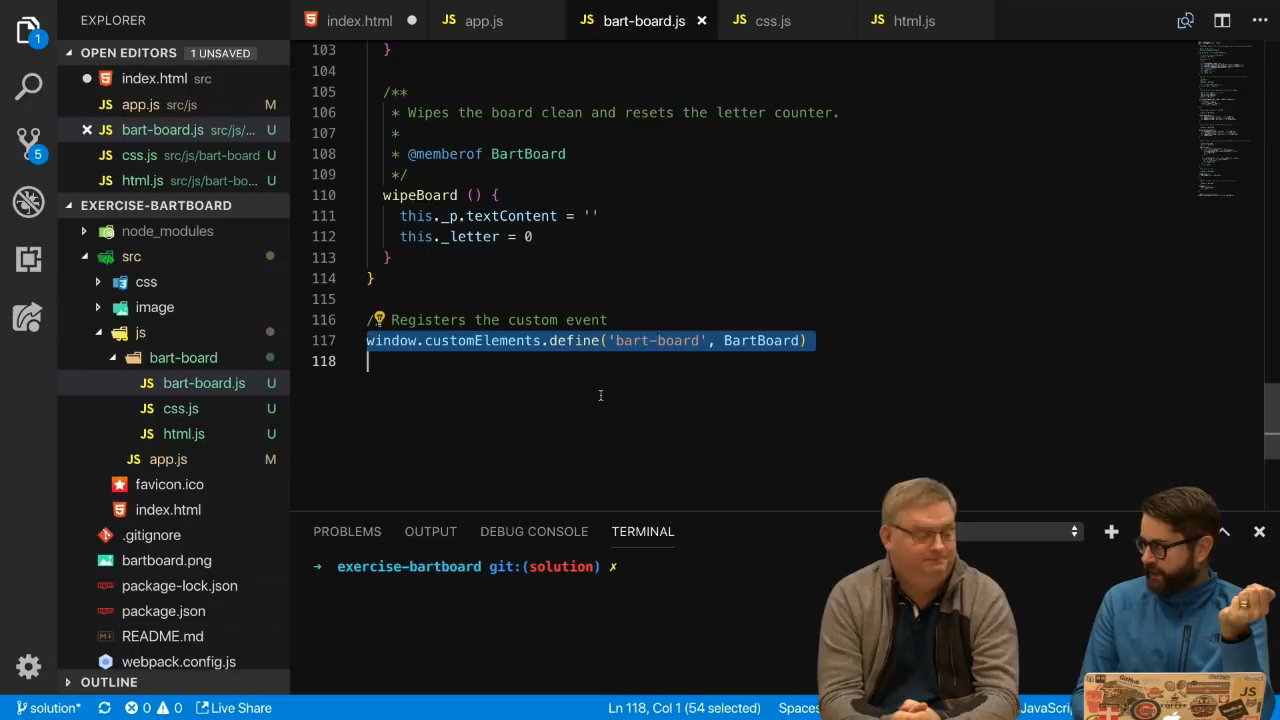 EXPLORER
index.html
JS app.js
JS bart-board.js
JS css.js
JS html.js
1
OPEN EDITORS 1 UNSAVED
index.html src
JS app.js src/js M
JS bart-board.js src/js/... U
JS css.js src/js/bart-board U
JS html.js src/js/bart-bo... U
5
EXERCISE-BARTBOARD
node_modules
src
css
image
js
bart-board
JS bart-board.js U
JS css.js U
JS html.js U
JS app.js M
favicon.ico
index.html
.gitignore
bartboard.png
package-lock.json
package.json
README.md
webpack.config.js
OUTLINE
103 }
104
105 /**
106 * Wipes the board clean and resets the letter counter.
107 *
108 * @memberof BartBoard
109 */
110 wipeBoard () {
111 this._p.textContent = ''
112 this._letter = 0
113 }
114 }
115
116 / Registers the custom event
117 window.customElements.define('bart-board', BartBoard)
118
PROBLEMS OUTPUT DEBUG CONSOLE TERMINAL
→ exercise-bartboard git:(solution) ✗
GitHub
JS
React
solution* 0 0 Live Share
Ln 118, Col 1 (54 selected) Spaces JavaScri